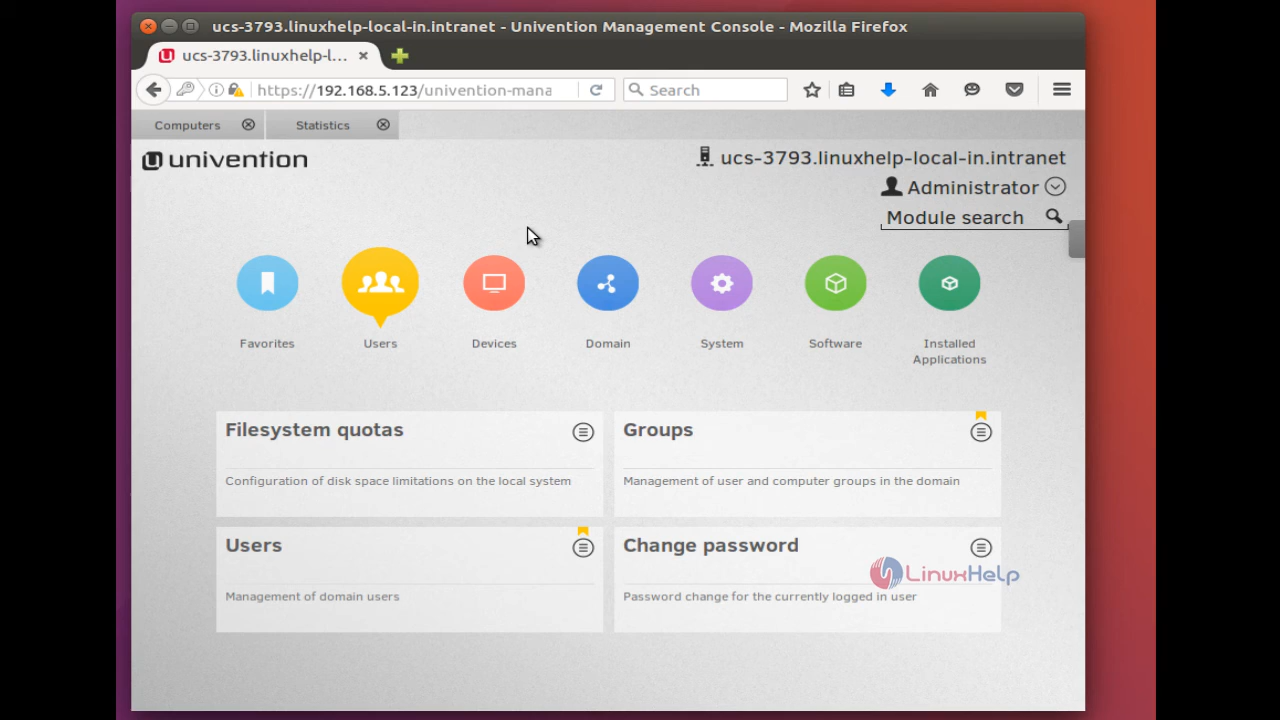 ucs-3793.linuxhelp-local-in.intranet - Univention Management Console - Mozilla Firefox
ucs-3793.linuxhelp-l...
https://192.168.5.123/univention-mana
Search
Computers
Statistics
univention
ucs-3793.linuxhelp-local-in.intranet
Administrator
Module search
Favorites
Users
Devices
Domain
System
Software
Installed
Applications
Filesystem quotas
Configuration of disk space limitations on the local system
Groups
Management of user and computer groups in the domain
Users
Management of domain users
Change password
Password change for the currently logged in user
LinuxHelp